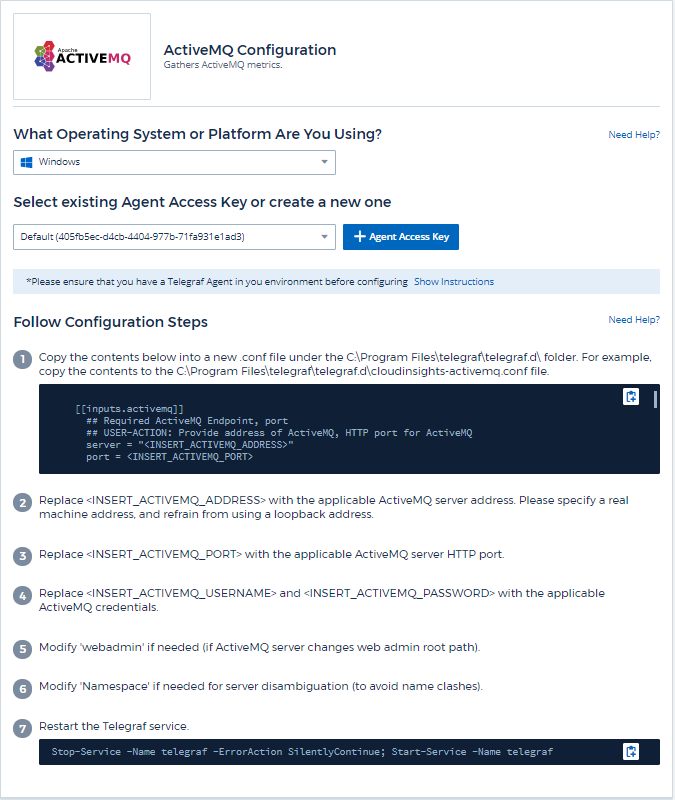 Apache
ACTIVEMQ
ActiveMQ Configuration
Gathers ActiveMQ metrics.
What Operating System or Platform Are You Using?
Need Help?
Windows
Select existing Agent Access Key or create a new one
Default (405fb5ec-d4cb-4404-977b-71fa931e1ad3)
+ Agent Access Key
*Please ensure that you have a Telegraf Agent in you environment before configuring Show Instructions
Follow Configuration Steps
Need Help?
1 Copy the contents below into a new .conf file under the C:\Program Files\telegraf\telegraf.d\ folder. For example,
copy the contents to the C:\Program Files\telegraf\telegraf.d\cloudinsights-activemq.conf file.
[[inputs.activemq]]
## Required ActiveMQ Endpoint, port
## USER-ACTION: Provide address of ActiveMQ, HTTP port for ActiveMQ
server = "<INSERT_ACTIVEMQ_ADDRESS>"
port = <INSERT_ACTIVEMQ_PORT>
2 Replace <INSERT_ACTIVEMQ_ADDRESS> with the applicable ActiveMQ server address. Please specify a real
machine address, and refrain from using a loopback address.
3 Replace <INSERT_ACTIVEMQ_PORT> with the applicable ActiveMQ server HTTP port.
4 Replace <INSERT_ACTIVEMQ_USERNAME> and <INSERT_ACTIVEMQ_PASSWORD> with the applicable
ActiveMQ credentials.
5 Modify 'webadmin' if needed (if ActiveMQ server changes web admin root path).
6 Modify 'Namespace' if needed for server disambiguation (to avoid name clashes).
7 Restart the Telegraf service.
Stop-Service -Name telegraf -ErrorAction SilentlyContinue; Start-Service -Name telegraf